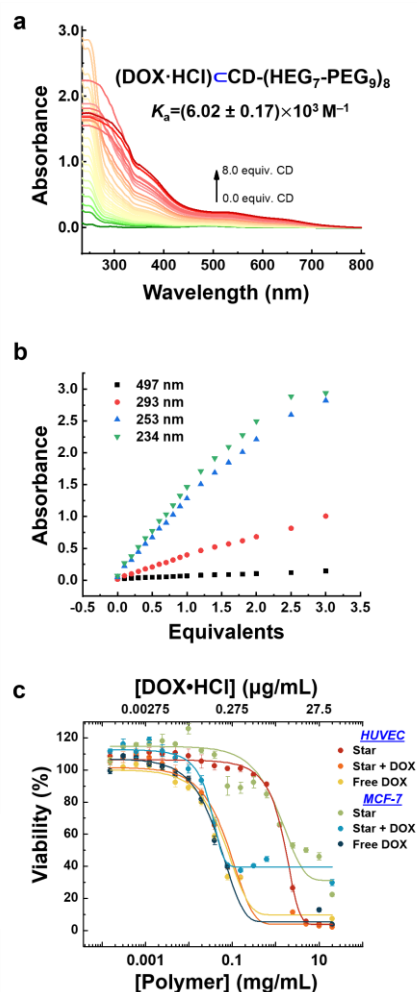 a
3.0
2.0
1.0
0.0
Absorbance
(DOX·HCl)⊂CD-(HEG₇-PEG₉)₈
Kₐ=(6.02 ± 0.17)×10³ M⁻¹
8.0 equiv. CD
0.0 equiv. CD
300 400 500 600 700 800
Wavelength (nm)
b
3.0
2.5
2.0
1.5
1.0
0.5
0.0
Absorbance
497 nm
293 nm
253 nm
234 nm
-0.5 0.0 0.5 1.0 1.5 2.0 2.5 3.0 3.5
Equivalents
c
[DOX•HCl] (μg/mL)
0.00275 0.275 27.5
120
100
80
60
40
20
0
Viability (%)
HUVEC
Star
Star + DOX
Free DOX
MCF-7
Star
Star + DOX
Free DOX
0.001 0.1 10
[Polymer] (mg/mL)